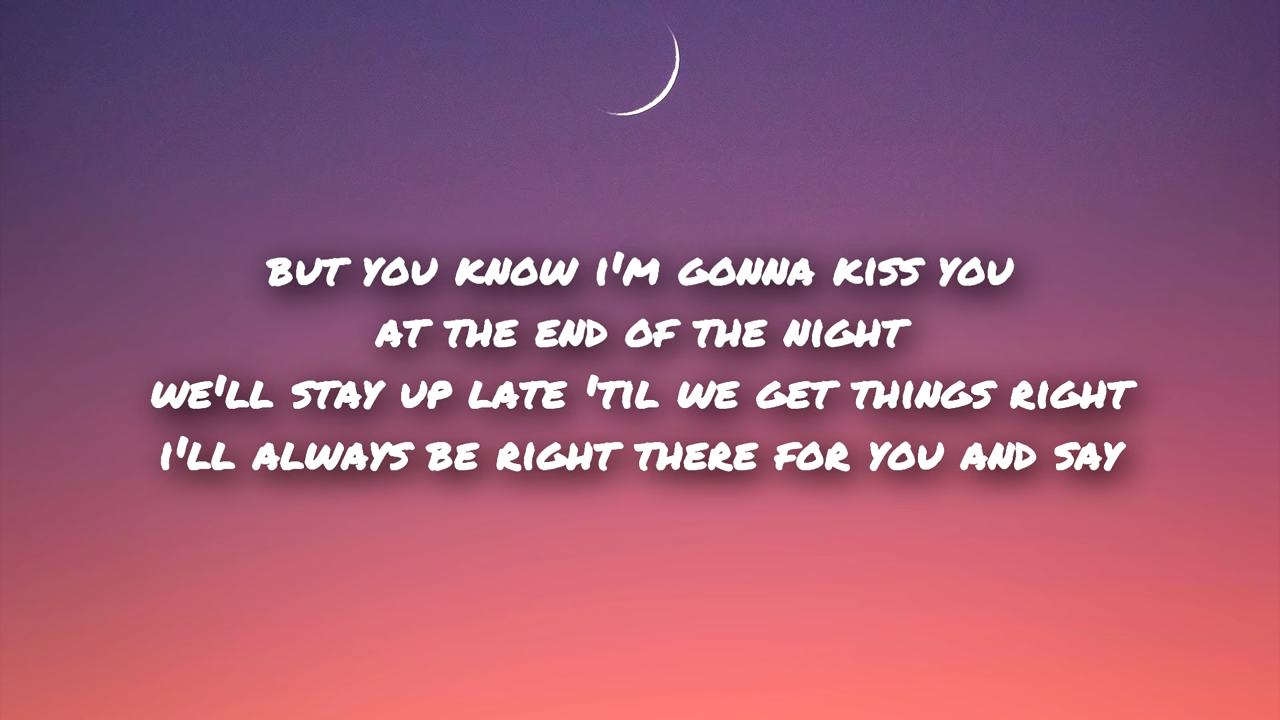 BUT YOU KNOW I'M GONNA KISS YOU
AT THE END OF THE NIGHT
WE'LL STAY UP LATE 'TIL WE GET THINGS RIGHT
I'LL ALWAYS BE RIGHT THERE FOR YOU AND SAY